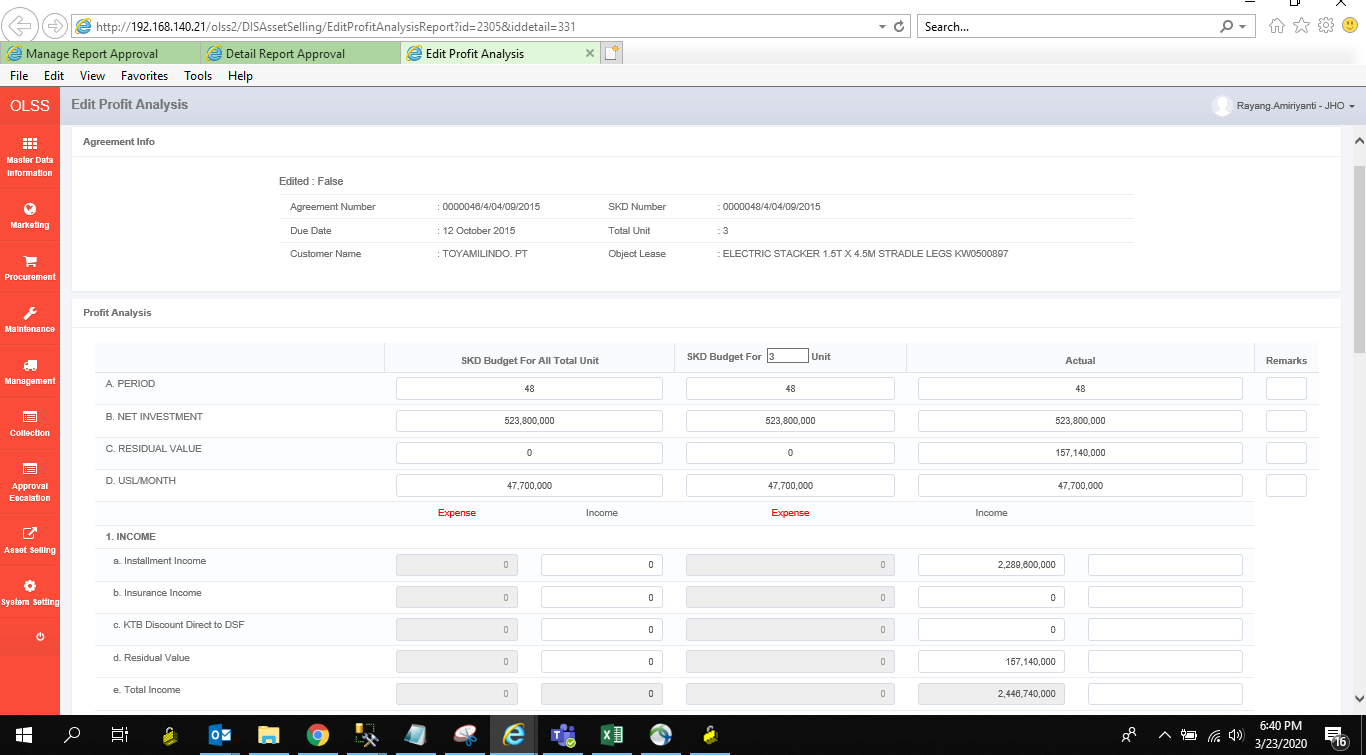 http://192.168.140.21/olss2/DISAssetSelling/EditProfitAnalysisReport?id=2305&iddetail=331
Search...
Manage Report Approval
Detail Report Approval
Edit Profit Analysis
File Edit View Favorites Tools Help
OLSS
Edit Profit Analysis
Rayang.Amiriyanti - JHO
Master Data Information
Marketing
Procurement
Maintenance
Management
Collection
Approval Escalation
Asset Selling
System Setting
Agreement Info
Edited : False
Agreement Number : 0000046/4/04/09/2015 SKD Number : 0000048/4/04/09/2015
Due Date : 12 October 2015 Total Unit : 3
Customer Name : TOYAMILINDO. PT Object Lease : ELECTRIC STACKER 1.5T X 4.5M STRADLE LEGS KW0500897
Profit Analysis
SKD Budget For All Total Unit SKD Budget For 3 Unit Actual Remarks
A. PERIOD 48 48 48
B. NET INVESTMENT 523,800,000 523,800,000 523,800,000
C. RESIDUAL VALUE 0 0 157,140,000
D. USL/MONTH 47,700,000 47,700,000 47,700,000
Expense Income Expense Income
1. INCOME
a. Installment Income 0 0 0 2,289,600,000
b. Insurance Income 0 0 0 0
c. KTB Discount Direct to DSF 0 0 0 0
d. Residual Value 0 0 0 157,140,000
e. Total Income 0 0 0 2,446,740,000
6:40 PM
3/23/2020
16